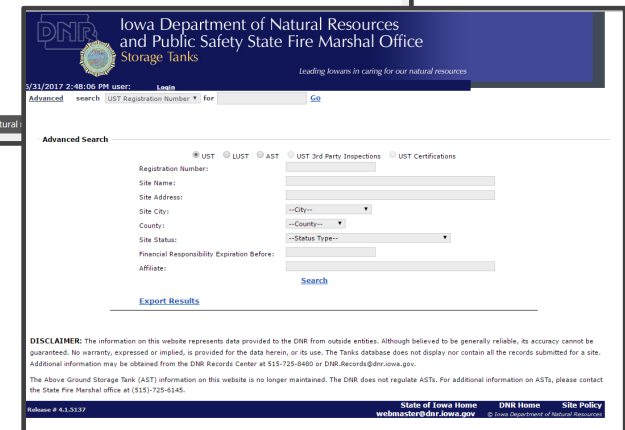 DNR
Iowa Department of Natural Resources
and Public Safety State Fire Marshal Office
Storage Tanks
Leading Iowans in caring for our natural resources
5/31/2017 2:48:06 PM user: Login
Advanced search UST Registration Number for Go
tural
Advanced Search
UST LUST AST UST 3rd Party Inspections UST Certifications
Registration Number:
Site Name:
Site Address:
Site City: --City--
County: --County--
Site Status: --Status Type--
Financial Responsibility Expiration Before:
Affiliate:
Search
Export Results
DISCLAIMER: The information on this website represents data provided to the DNR from outside entities. Although believed to be generally reliable, its accuracy cannot be
guaranteed. No warranty, expressed or implied, is provided for the data herein, or its use. The Tanks database does not display nor contain all the records submitted for a site.
Additional information may be obtained from the DNR Records Center at 515-725-8480 or DNR.Records@dnr.iowa.gov.
The Above Ground Storage Tank (AST) information on this website is no longer maintained. The DNR does not regulate ASTs. For additional information on ASTs, please contact
the State Fire Marshal office at (515)-725-6145.
Release # 4.1.5137 State of Iowa Home DNR Home Site Policy
webmaster@dnr.iowa.gov © Iowa Department of Natural Resources